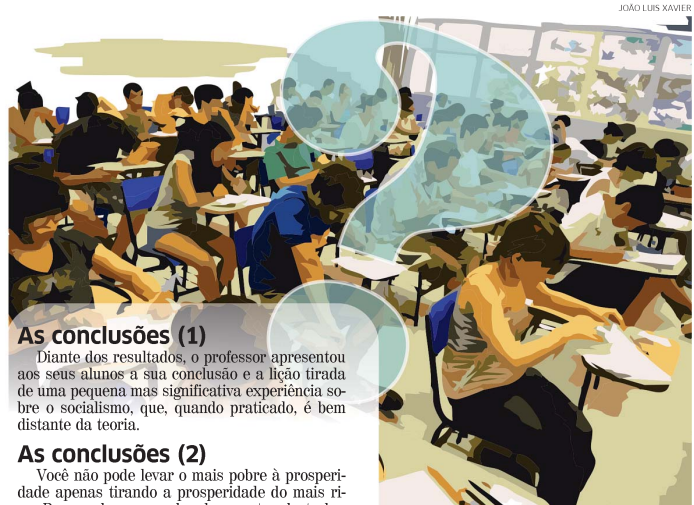 JOÃO LUIS XAVIER
As conclusões (1)
Diante dos resultados, o professor apresentou
aos seus alunos a sua conclusão e a lição tirada
de uma pequena mas significativa experiência so-
bre o socialismo, que, quando praticado, é bem
distante da teoria.
As conclusões (2)
Você não pode levar o mais pobre à prosperi-
dade apenas tirando a prosperidade do mais ri-